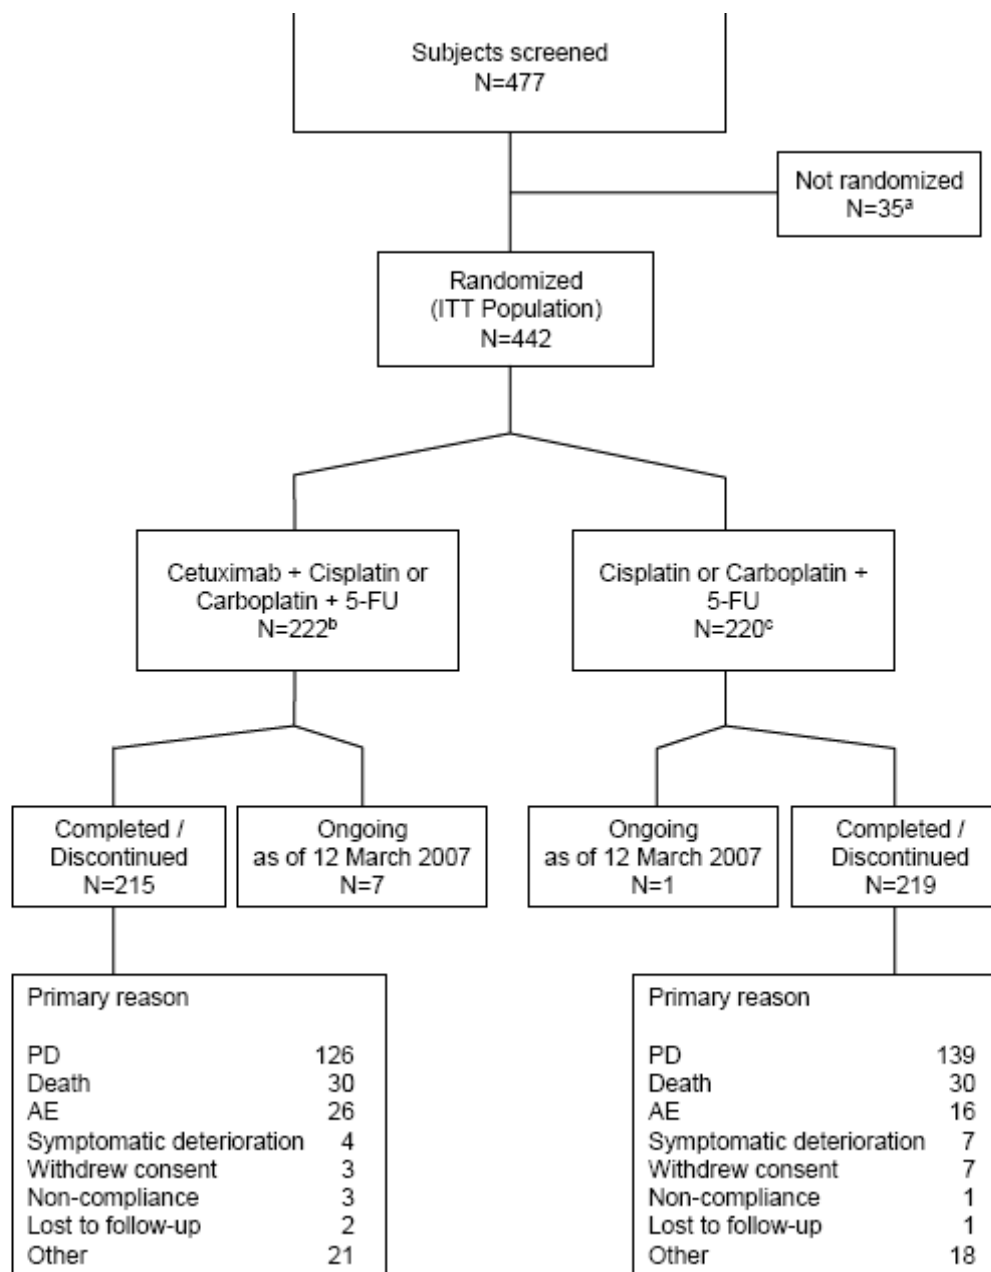 Subjects screened
N=477
Not randomized
N=35ª
Randomized
(ITT Population)
N=442
Cetuximab + Cisplatin or
Carboplatin + 5-FU
N=222ᵇ
Cisplatin or Carboplatin +
5-FU
N=220ᶜ
Completed /
Discontinued
N=215
Ongoing
as of 12 March 2007
N=7
Ongoing
as of 12 March 2007
N=1
Completed /
Discontinued
N=219
Primary reason
PD 126
Death 30
AE 26
Symptomatic deterioration 4
Withdrew consent 3
Non-compliance 3
Lost to follow-up 2
Other 21
Primary reason
PD 139
Death 30
AE 16
Symptomatic deterioration 7
Withdrew consent 7
Non-compliance 1
Lost to follow-up 1
Other 18